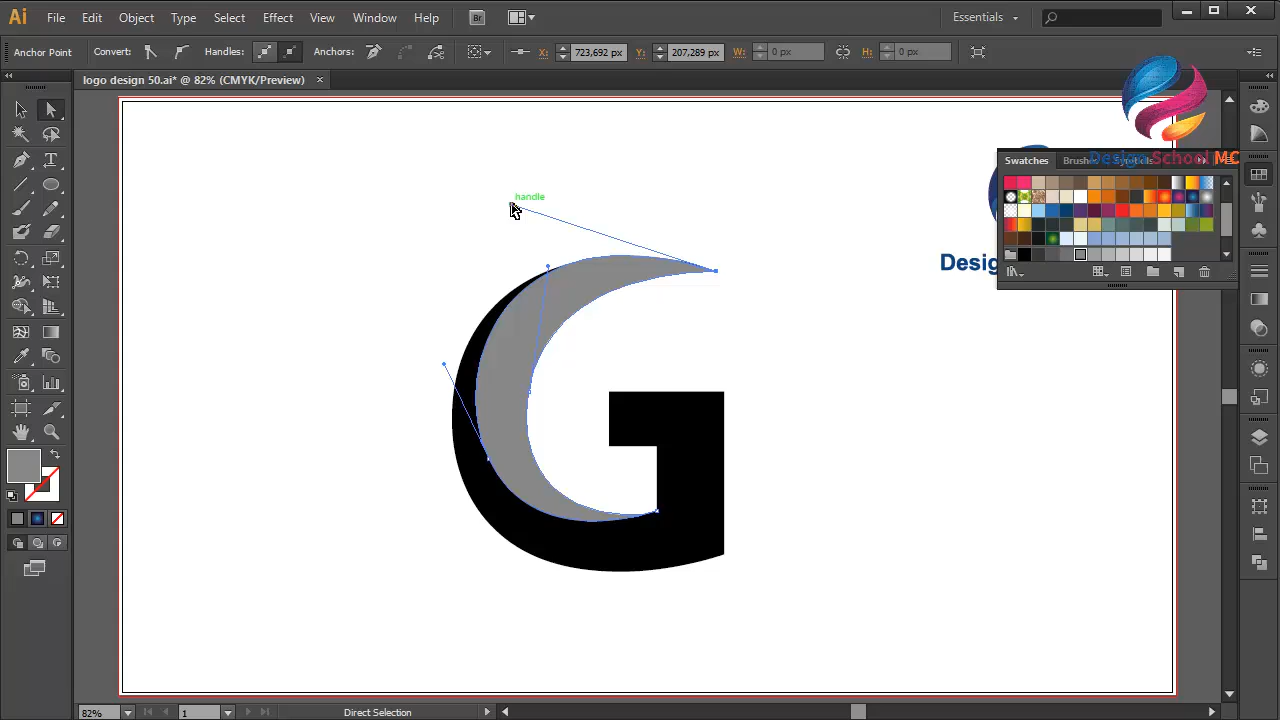 Ai File Edit Object Type Select Effect View Window Help Br Essentials
Anchor Point Convert: Handles: Anchors: X: 723,692 px Y: 207,289 px W: 0 px H: 0 px
logo design 50.ai* @ 82% (CMYK/Preview) ×
Design School MC
Swatches Brushes Symbols
handle
Desig
G
82% 1 Direct Selection